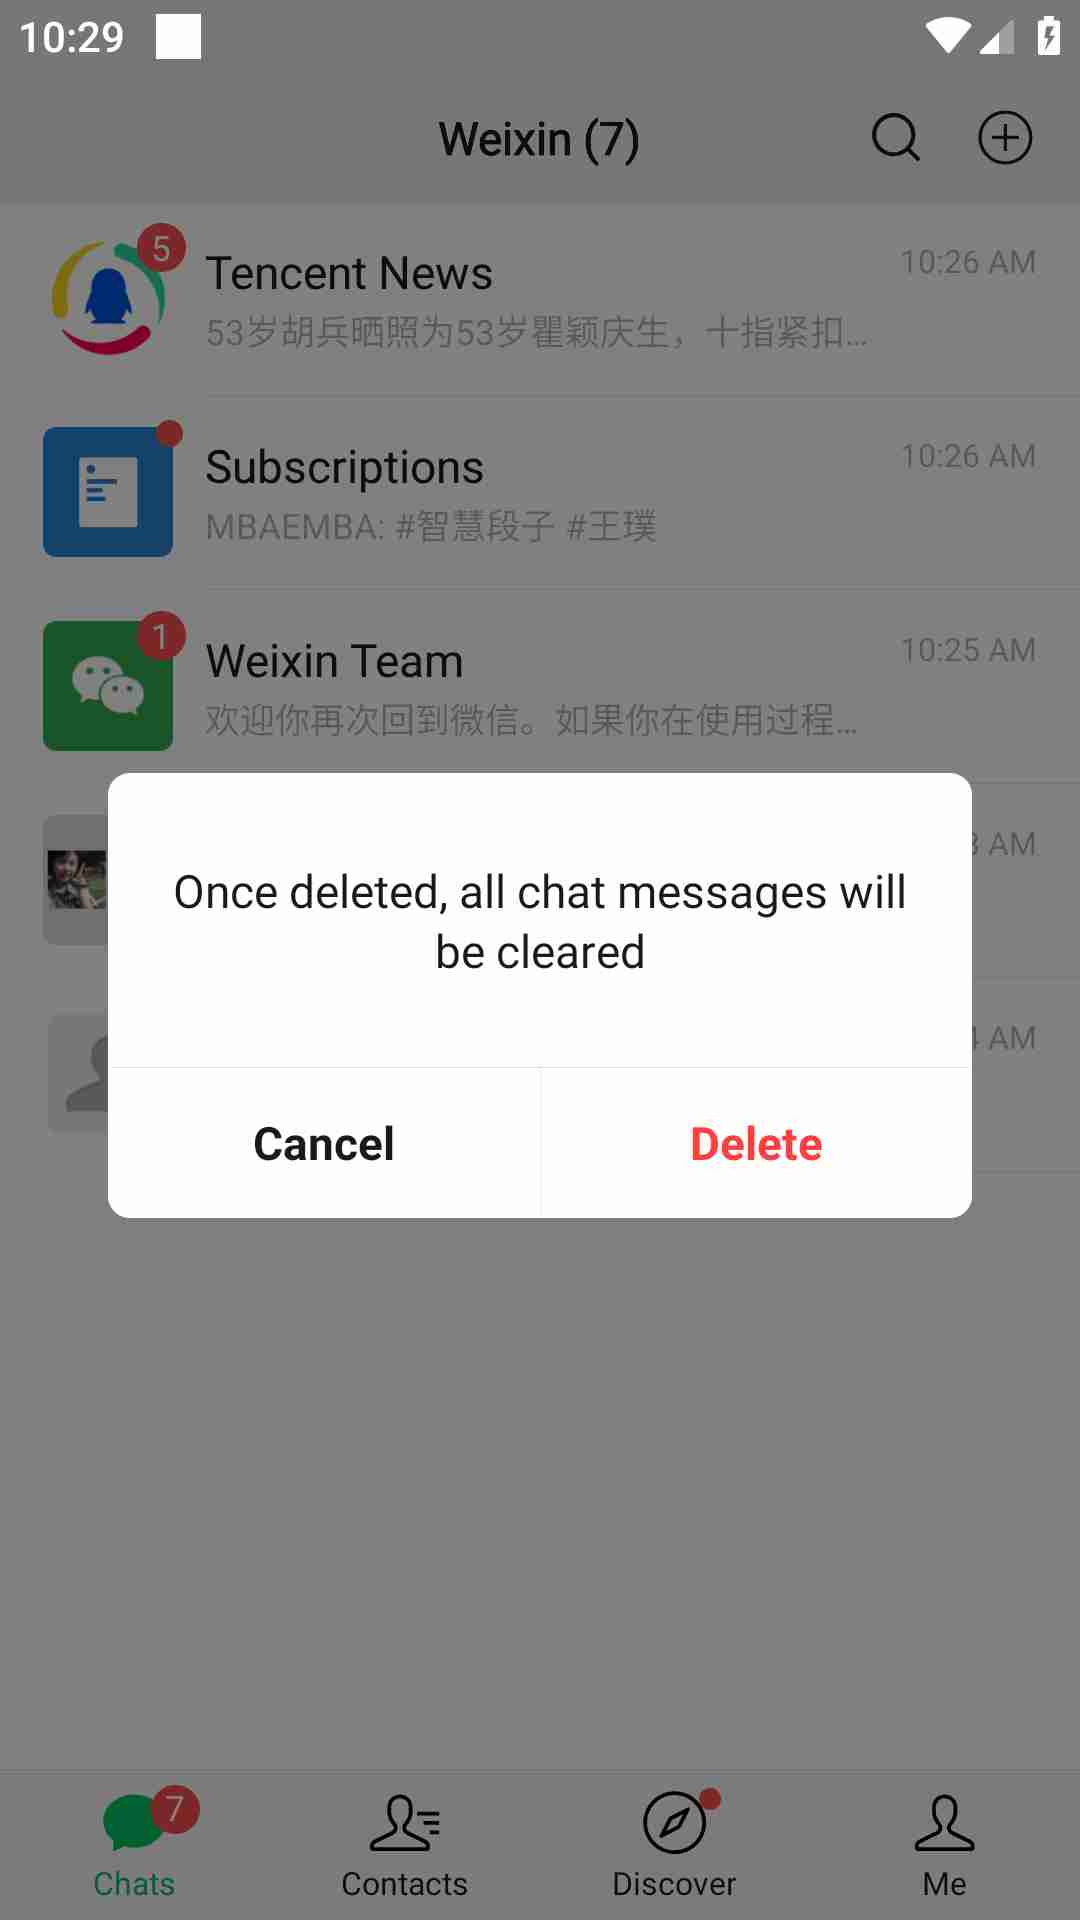 10:29
Weixin (7)
5
Tencent News
10:26 AM
53岁胡兵晒照为53岁瞿颖庆生，十指紧扣...
Subscriptions
10:26 AM
MBAEMBA: #智慧段子 #王璞
1
Weixin Team
10:25 AM
欢迎你再次回到微信。如果你在使用过程...
AM
Once deleted, all chat messages will
be cleared
AM
Cancel
Delete
7
Chats
Contacts
Discover
Me